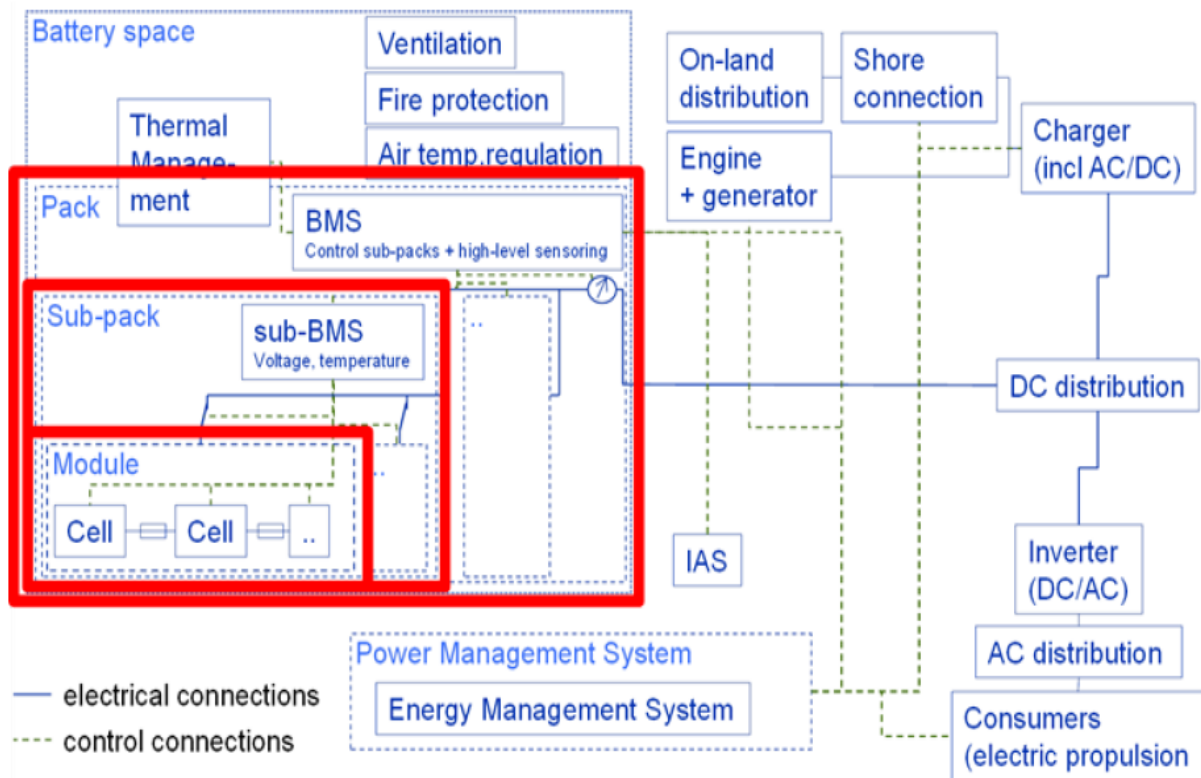 Battery space
Ventilation
Fire protection
Air temp.regulation
Thermal
Manage-
ment
On-land
distribution
Shore
connection
Engine
+ generator
Charger
(incl AC/DC)
Pack
BMS
Control sub-packs + high-level sensoring
Sub-pack
sub-BMS
Voltage, temperature
..
DC distribution
Module
..
Cell
Cell
..
IAS
Inverter
(DC/AC)
AC distribution
Consumers
(electric propulsion
Power Management System
Energy Management System
electrical connections
control connections